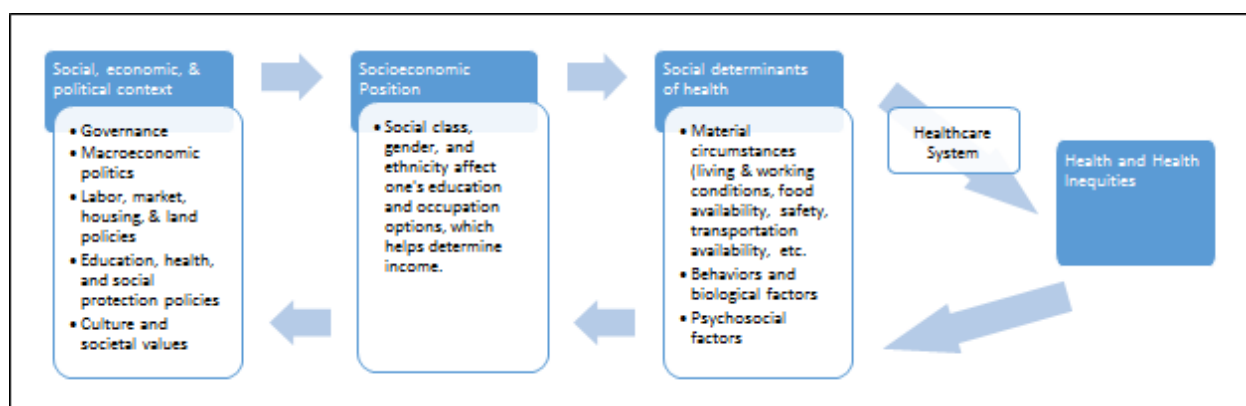 Social, economic, &
political context
• Governance
• Macroeconomic
politics
• Labor, market,
housing, & land
policies
• Education, health,
and social
protection policies
• Culture and
societal values
Socioeconomic
Position
• Social class,
gender, and
ethnicity affect
one's education
and occupation
options, which
helps determine
income.
Social determinants
of health
• Material
circumstances
(living & working
conditions, food
availability, safety,
transportation
availability, etc.
• Behaviors and
biological factors
• Psychosocial
factors
Healthcare
System
Health and Health
Inequities